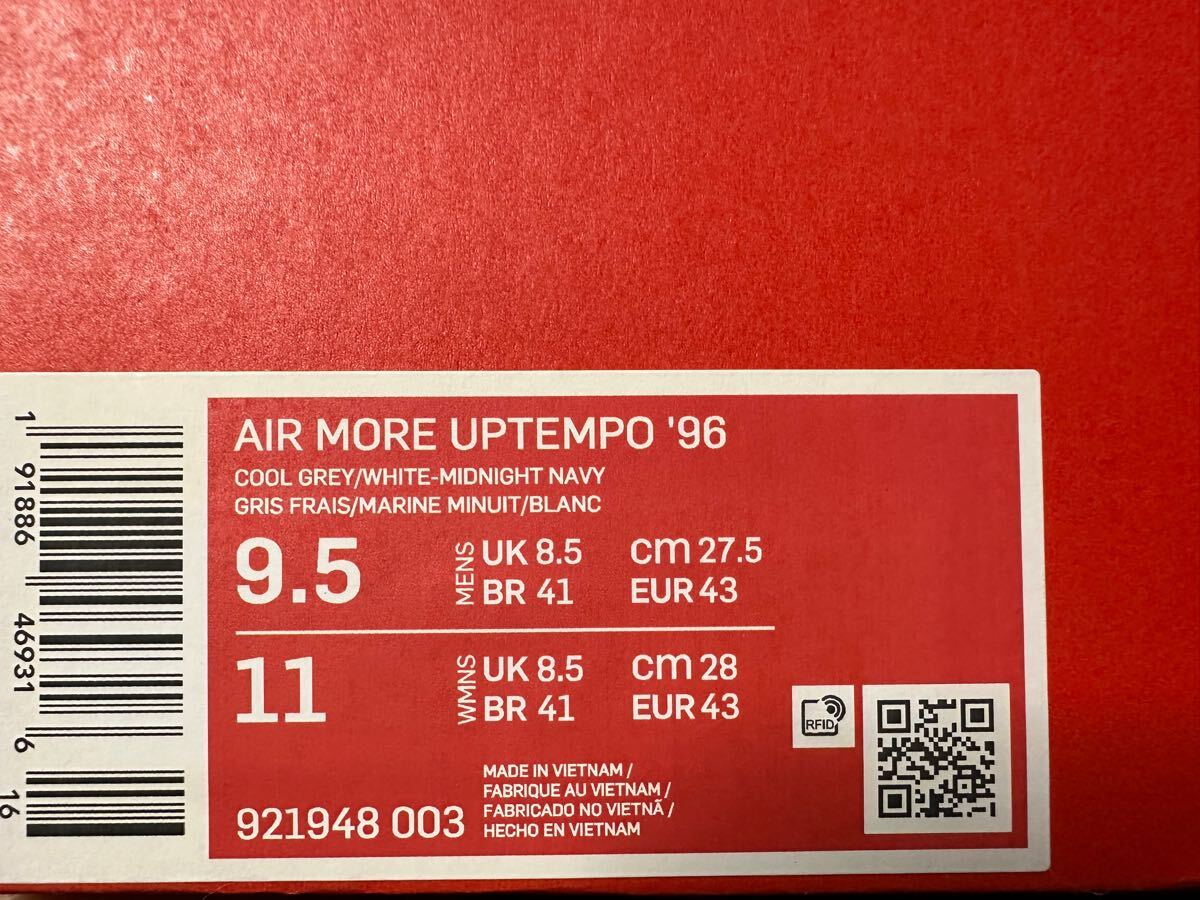 AIR MORE UPTEMPO '96
COOL GREY/WHITE-MIDNIGHT NAVY
GRIS FRAIS/MARINE MINUIT/BLANC
9.5
MENS
UK 8.5
cm 27.5
BR 41
EUR 43
11
WMNS
UK 8.5
cm 28
BR 41
EUR 43
RFID
921948 003
MADE IN VIETNAM /
FABRIQUE AU VIETNAM /
FABRICADO NO VIETNÃ /
HECHO EN VIETNAM
1 91886 46931 6 16